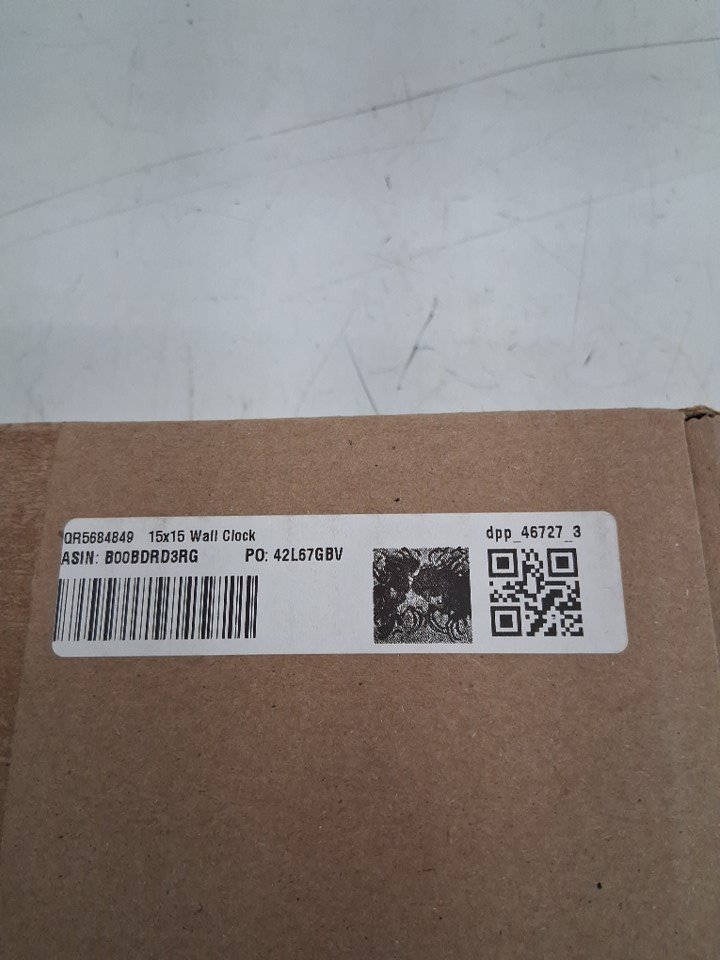 QR5684849 15x15 Wall Clock
dpp_46727_3
ASIN: B00BDRD3RG PO: 42L67GBV